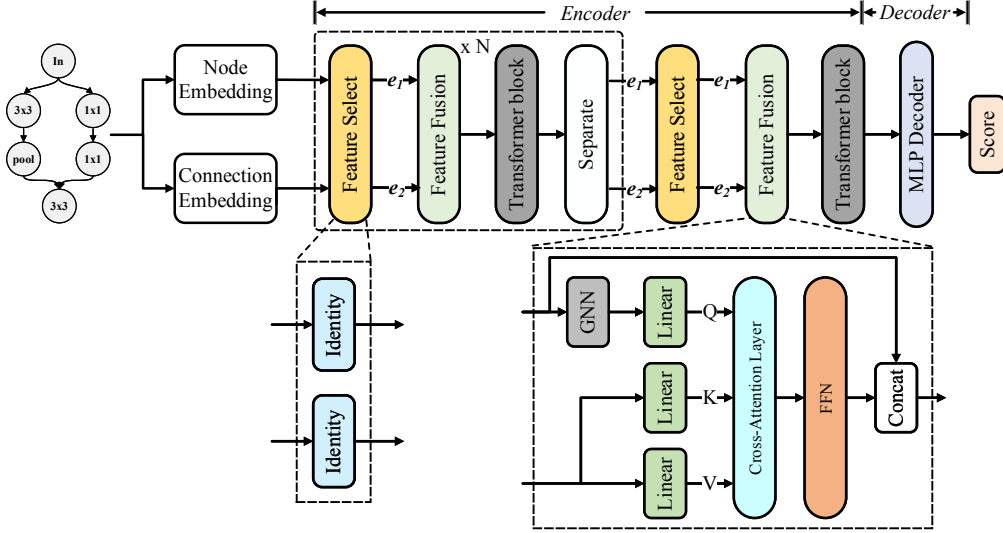 Encoder
Decoder
x N
In
3x3
1x1
pool
1x1
3x3
Node
Embedding
Connection
Embedding
Feature Select
e1
e2
Feature Fusion
Transformer block
Separate
e1
e2
Feature Select
e1
e2
Feature Fusion
Transformer block
MLP Decoder
Score
Identity
Identity
GNN
Linear
Q
Linear
K
Linear
V
Cross-Attention Layer
FFN
Concat